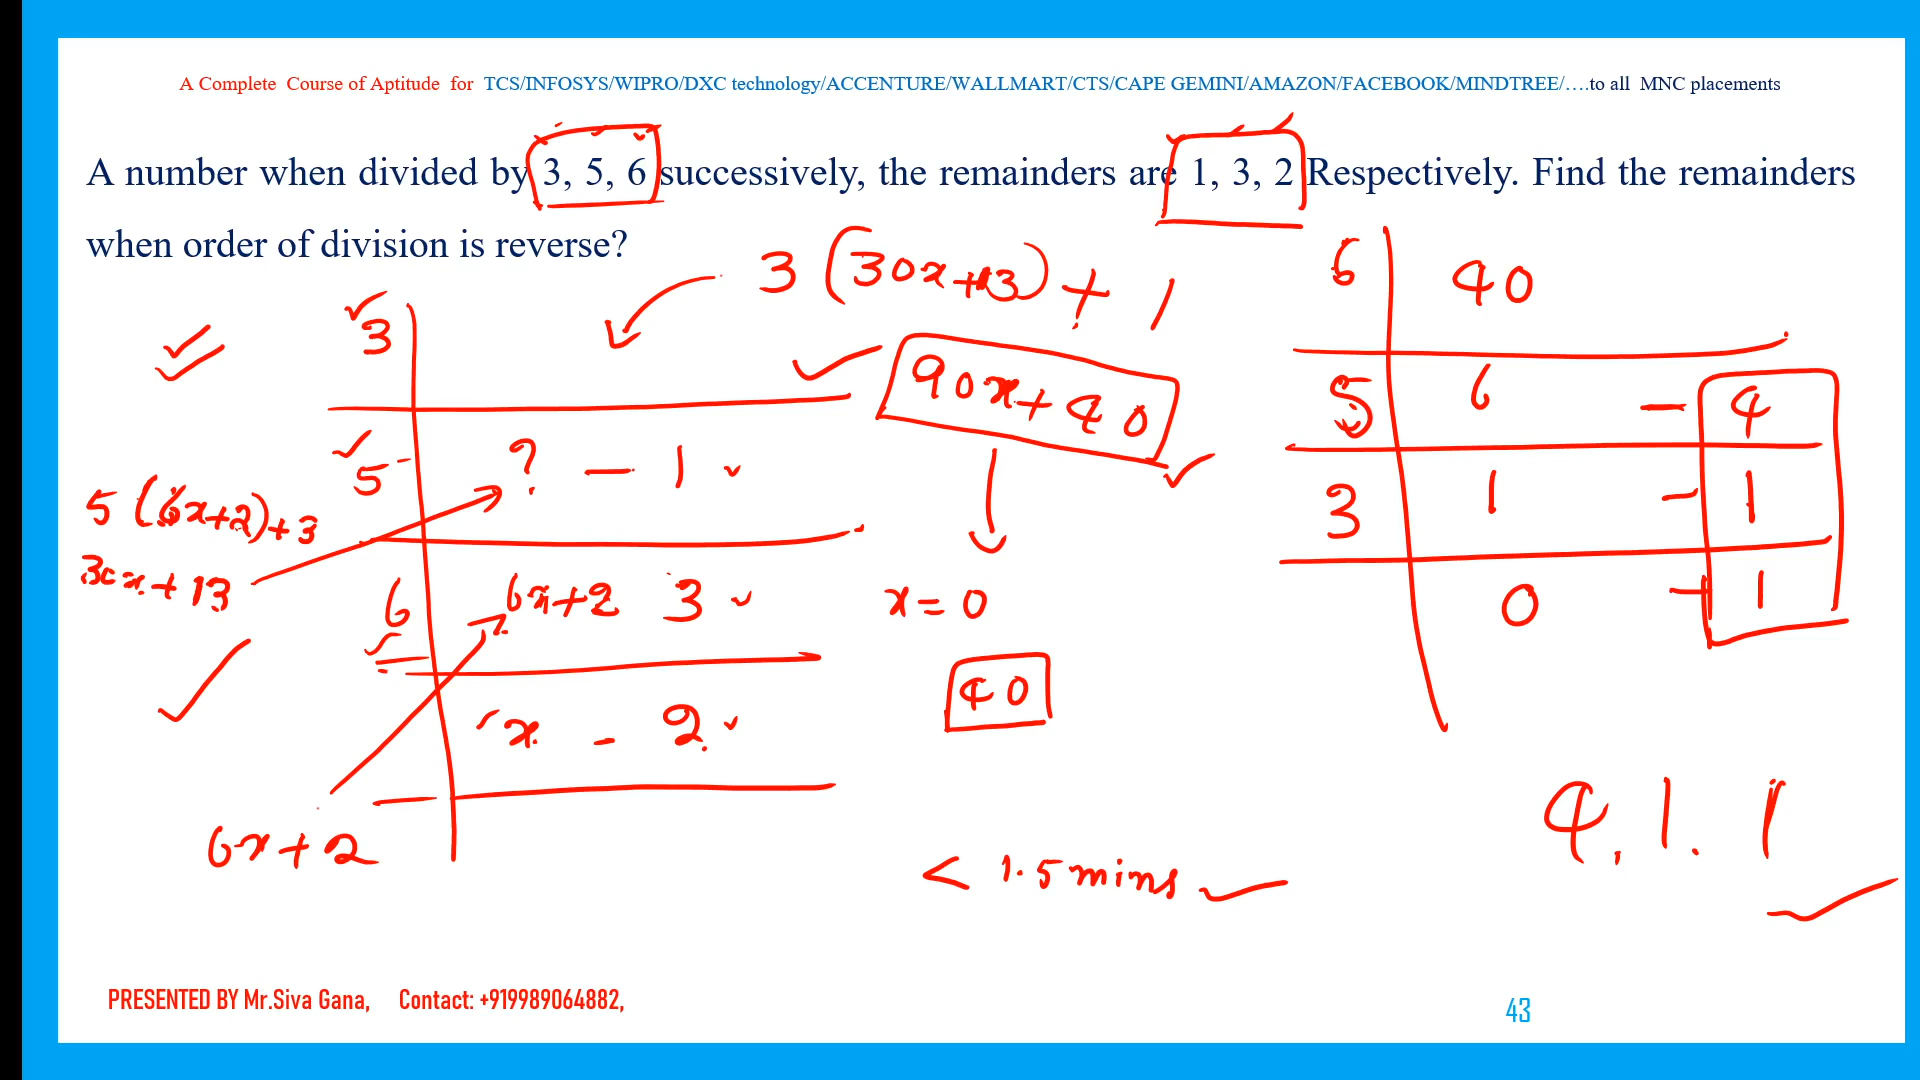 A Complete Course of Aptitude for TCS/INFOSYS/WIPRO/DXC technology/ACCENTURE/WALLMART/CTS/CAPE GEMINI/AMAZON/FACEBOOK/MINDTREE/….to all MNC placements
A number when divided by 3, 5, 6 successively, the remainders are 1, 3, 2 Respectively. Find the remainders
when order of division is reverse?
3 (30x+13) + 1
90x+40
x=0
40
3
5 ? - 1
6 6x+2 3
x - 2
5 (6x+2)+3
30x+13
6x+2
6 40
5 6 - 4
3 1 - 1
0 - 1
4, 1. 1
< 1.5 mins
PRESENTED BY Mr.Siva Gana, Contact: +919989064882,
43